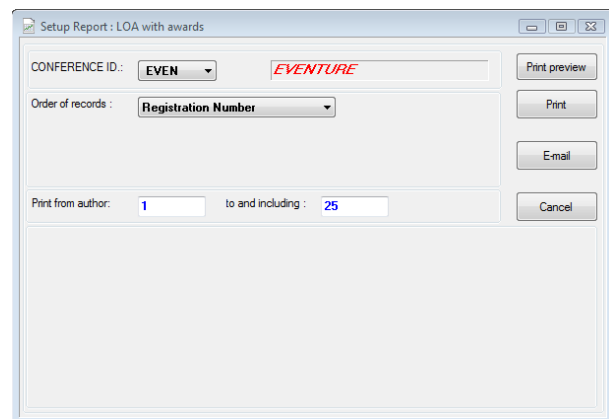 Setup Report : LOA with awards
CONFERENCE ID.: EVEN EVENTURE Print preview
Order of records : Registration Number Print
E-mail
Print from author: 1 to and including : 25 Cancel